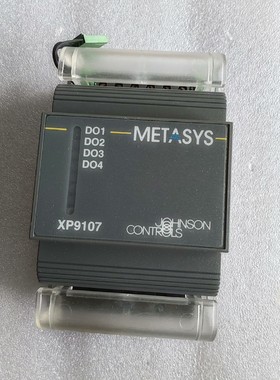 METASYS
DO1
DO2
DO3
DO4
XP9107
JOHNSON
CONTROLS